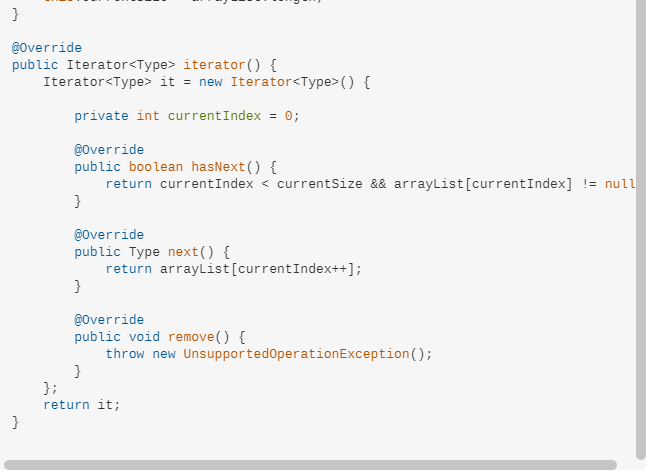 }
@Override
public Iterator<Type> iterator() {
    Iterator<Type> it = new Iterator<Type>() {
        private int currentIndex = 0;
        @Override
        public boolean hasNext() {
            return currentIndex < currentSize && arrayList[currentIndex] != null
        }
        @Override
        public Type next() {
            return arrayList[currentIndex++];
        }
        @Override
        public void remove() {
            throw new UnsupportedOperationException();
        }
    };
    return it;
}